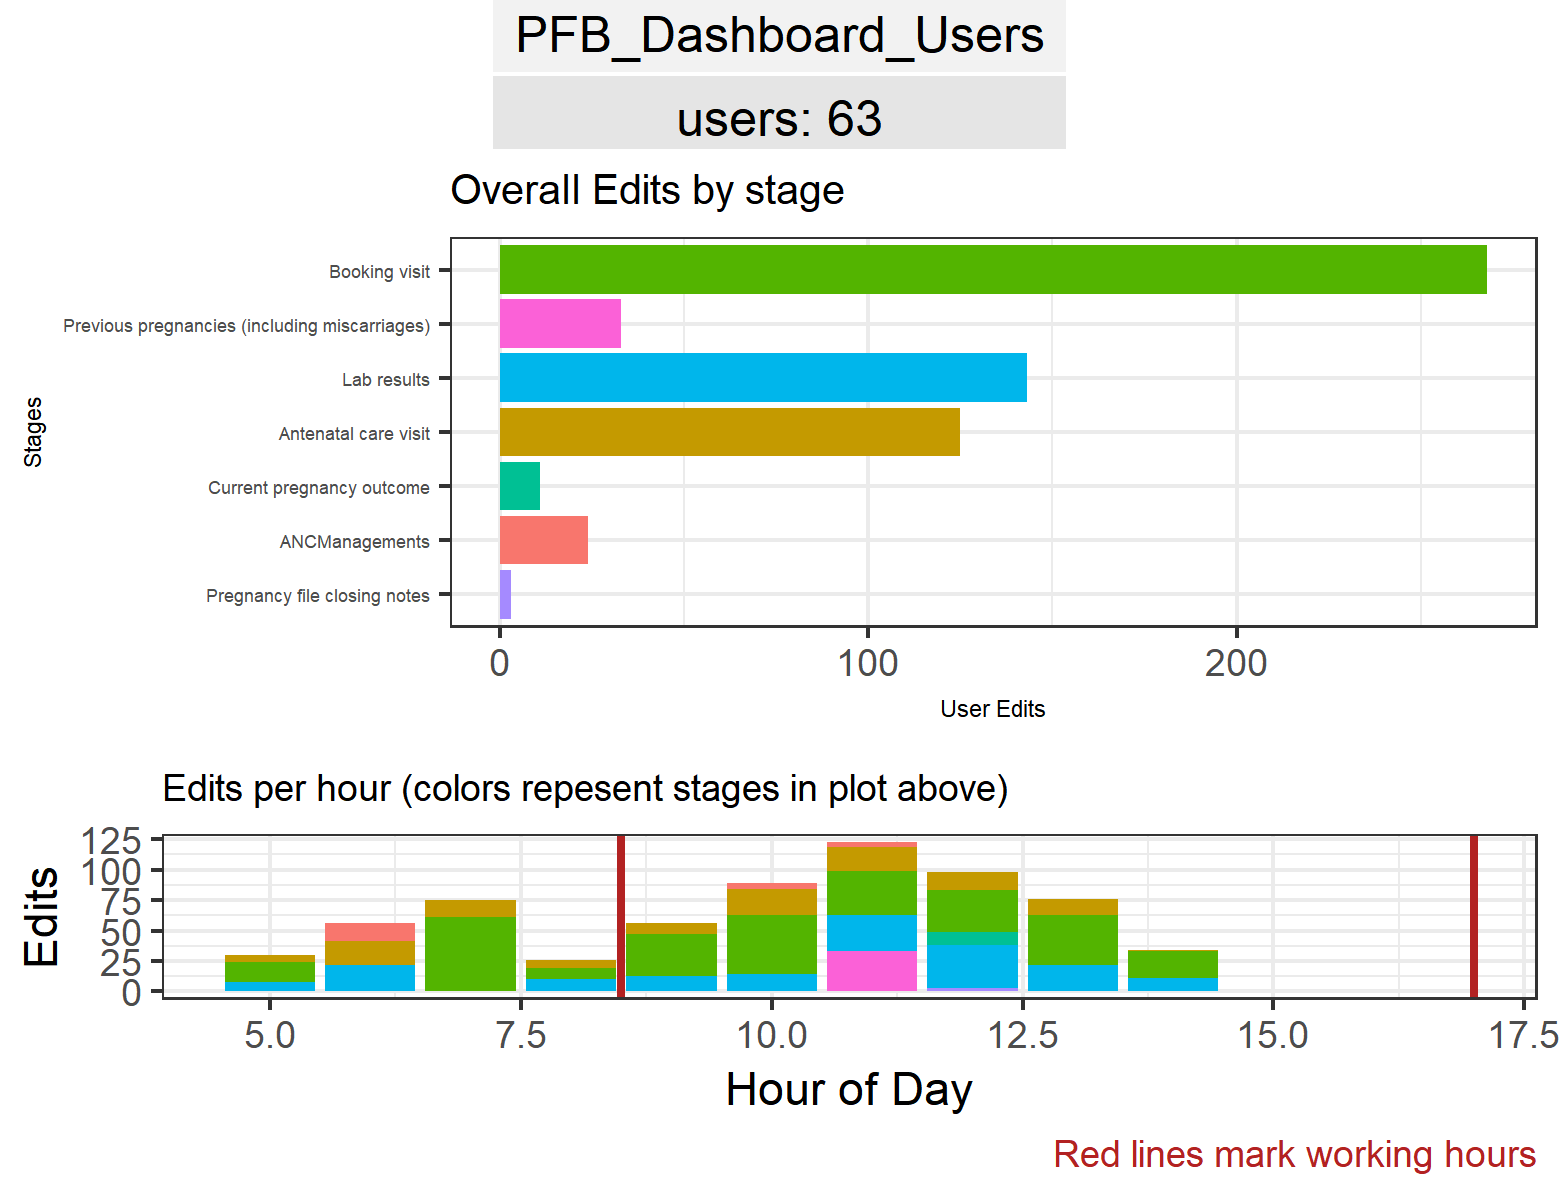 PFB_Dashboard_Users
users: 63
Overall Edits by stage
Stages
Booking visit
Previous pregnancies (including miscarriages)
Lab results
Antenatal care visit
Current pregnancy outcome
ANCManagements
Pregnancy file closing notes
0 100 200
User Edits
Edits per hour (colors repesent stages in plot above)
Edits
125
100
75
50
25
0
5.0 7.5 10.0 12.5 15.0 17.5
Hour of Day
Red lines mark working hours